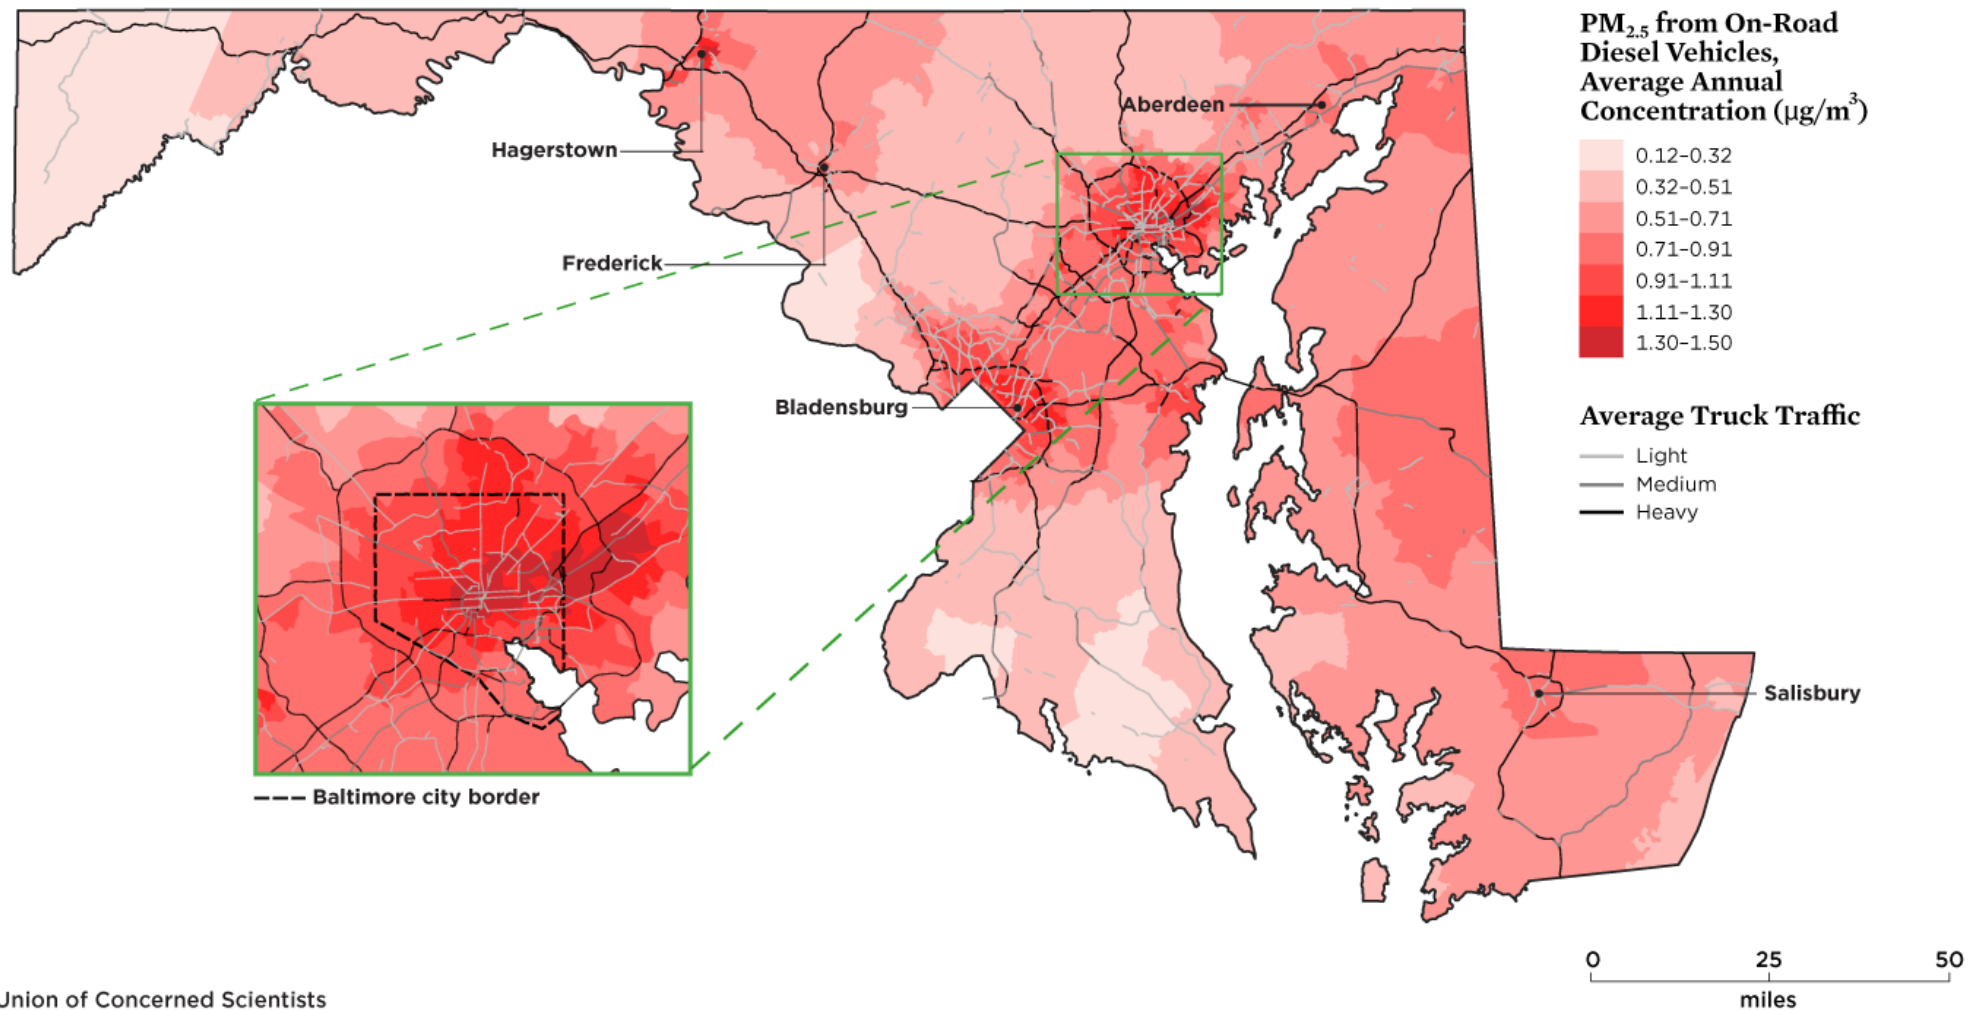 PM2.5 from On-Road
Diesel Vehicles,
Average Annual
Concentration (μg/m³)
0.12–0.32
0.32–0.51
0.51–0.71
0.71–0.91
0.91–1.11
1.11–1.30
1.30–1.50
Average Truck Traffic
Light
Medium
Heavy
Aberdeen
Hagerstown
Frederick
Bladensburg
Salisbury
Baltimore city border
0 25 50
miles
Union of Concerned Scientists